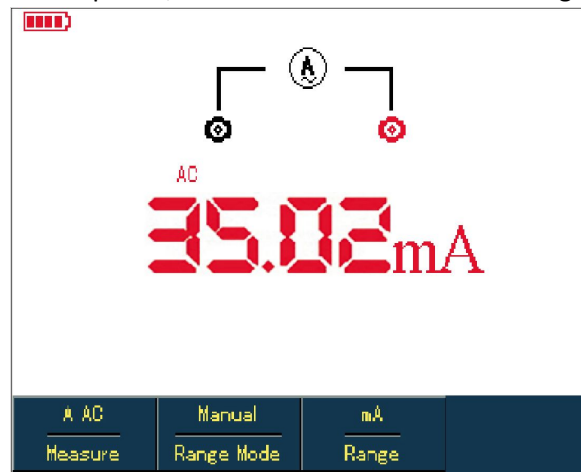 A
AC
35.02mA
A AC Manual mA
Measure Range Mode Range